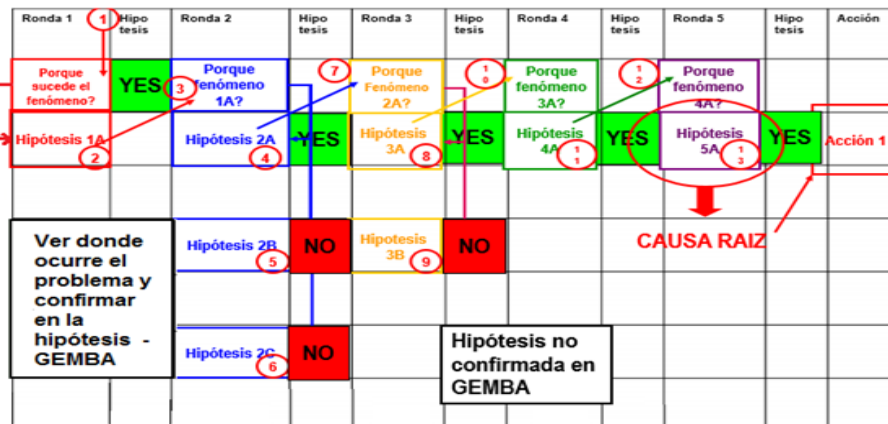 Ronda 1
Hipo
tesis
Ronda 2
Hipo
tesis
Ronda 3
Hipo
tesis
Ronda 4
Hipo
tesis
Ronda 5
Hipo
tesis
Acción
1
Porque
sucede el
fenómeno?
YES
3
Porque
fenómeno
1A?
7
Porque
Fenómeno
2A?
1
0
Porque
fenómeno
3A?
1
2
Porque
fenómeno
4A?
Hipótesis 1A
2
Hipótesis 2A
4
YES
Hipótesis
3A
8
YES
Hipótesis
4A
1
1
YES
Hipótesis
5A
1
3
YES
Acción 1
Ver donde
ocurre el
problema y
confirmar
en la
hipótesis -
GEMBA
Hipótesis 2B
5
NO
Hipotesis
3B
9
NO
CAUSA RAIZ
Hipótesis 2C
6
NO
Hipótesis no
confirmada en
GEMBA